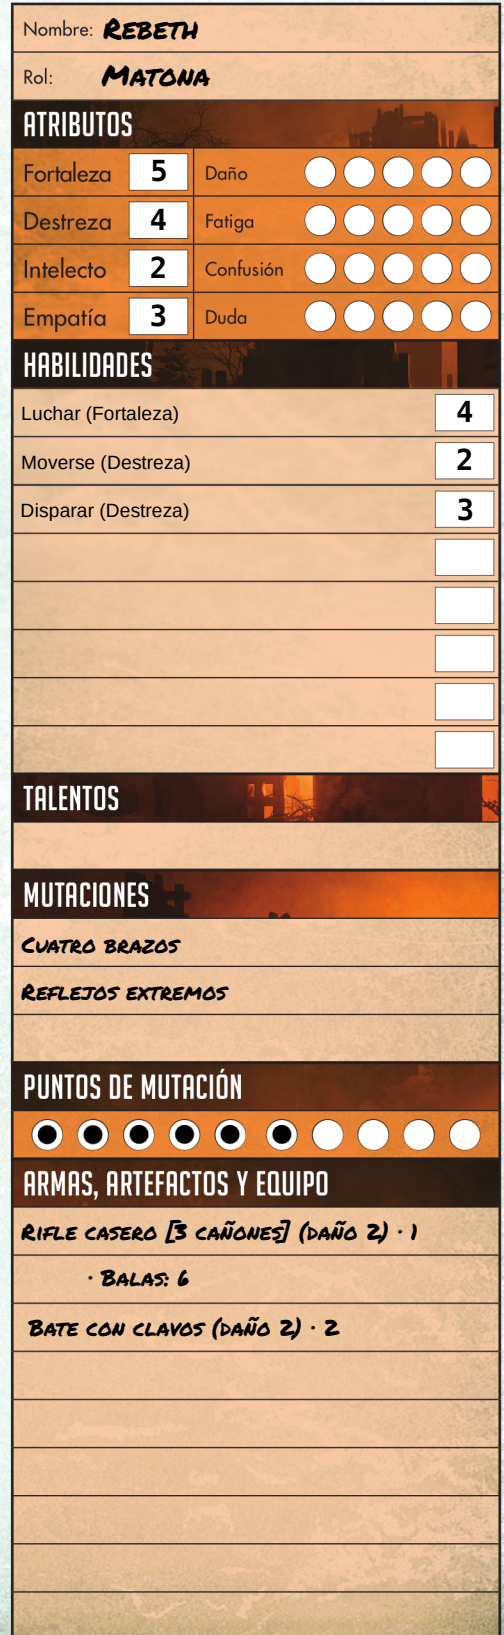 Nombre: REBETH
Rol: MATONA
ATRIBUTOS
Fortaleza 5 Daño
Destreza 4 Fatiga
Intelecto 2 Confusión
Empatía 3 Duda
HABILIDADES
Luchar (Fortaleza) 4
Moverse (Destreza) 2
Disparar (Destreza) 3
TALENTOS
MUTACIONES
CUATRO BRAZOS
REFLEJOS EXTREMOS
PUNTOS DE MUTACIÓN
ARMAS, ARTEFACTOS Y EQUIPO
RIFLE CASERO [3 CAÑONES] (DAÑO 2) · 1
· BALAS: 6
BATE CON CLAVOS (DAÑO 2) · 2